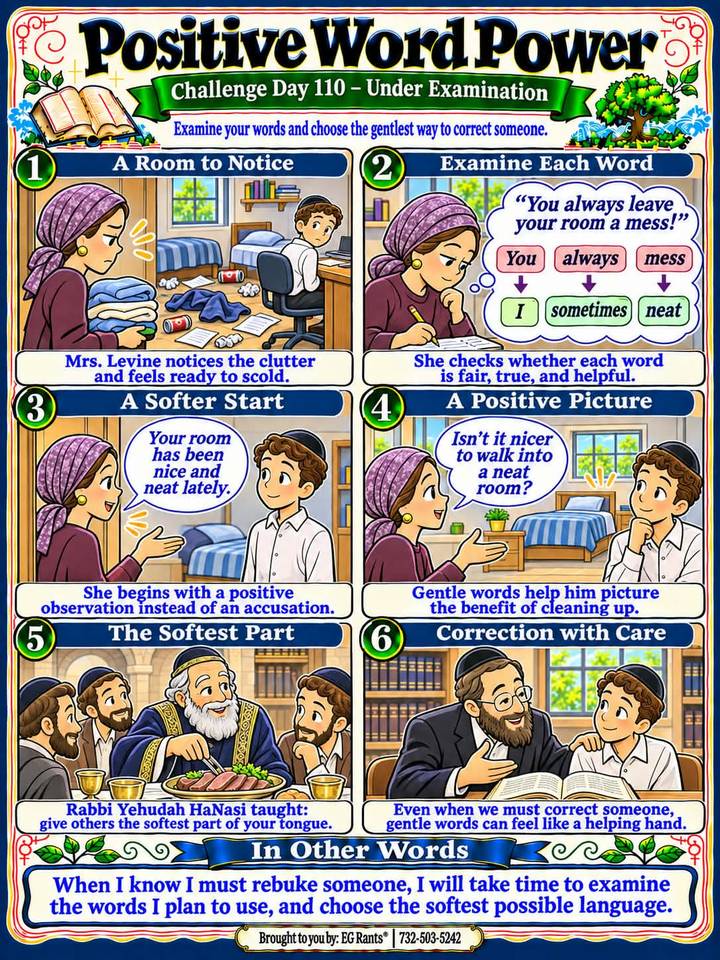 Positive Word Power
Challenge Day 110 – Under Examination
Examine your words and choose the gentlest way to correct someone.
1 A Room to Notice
Mrs. Levine notices the clutter
and feels ready to scold.
2 Examine Each Word
"You always leave
your room a mess!"
You always mess
I sometimes neat
She checks whether each word
is fair, true, and helpful.
3 A Softer Start
Your room
has been
nice and
neat lately.
She begins with a positive
observation instead of an accusation.
4 A Positive Picture
Isn't it nicer
to walk into
a neat
room?
Gentle words help him picture
the benefit of cleaning up.
5 The Softest Part
Rabbi Yehudah HaNasi taught:
give others the softest part of your tongue.
6 Correction with Care
Even when we must correct someone,
gentle words can feel like a helping hand.
In Other Words
When I know I must rebuke someone, I will take time to examine
the words I plan to use, and choose the softest possible language.
Brought to you by: EG Rants® | 732-503-5242